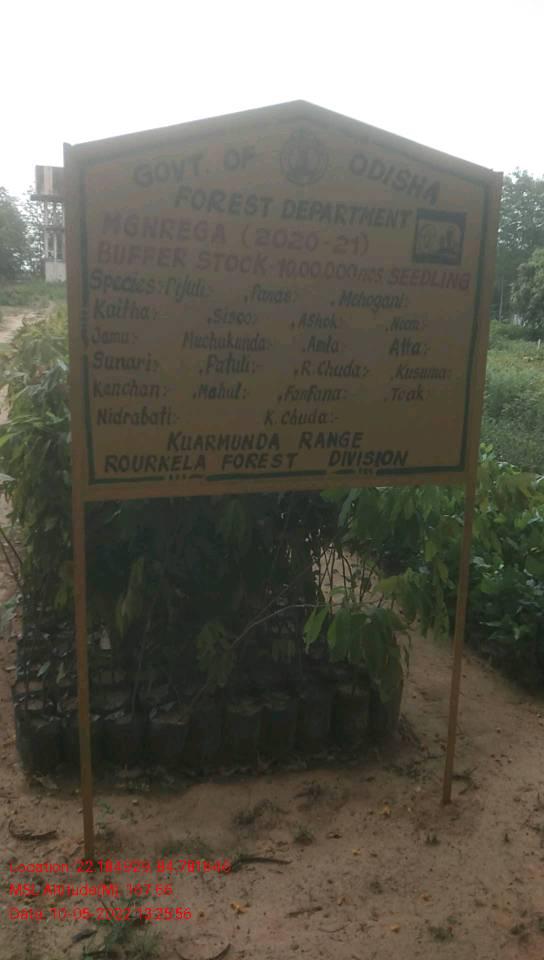 GOVT. OF ODISHA
FOREST DEPARTMENT
MGNREGA (2020-21)
BUFFER STOCK-10,00,000 nos SEEDLING
Species:- Pijuli:- , Panas:- , Mehogani:-
Kaitha:- , Sisoo:- , Ashok:- , Neem:-
Jamu:- Muchukunda:- , Amla:- Atta:-
Sunari:- , Patuli:- , R.Chuda:- , Kusuma:-
Kanchan:- , Mahul:- , FanFana:- , Teak:-
Nidrabati:- K.Chuda:-
KUARMUNDA RANGE
ROURKELA FOREST DIVISION
Location: 22.184929, 84.781946
MSL Altitude(M): 167.56
Date: 10-05-2022 13:25:56